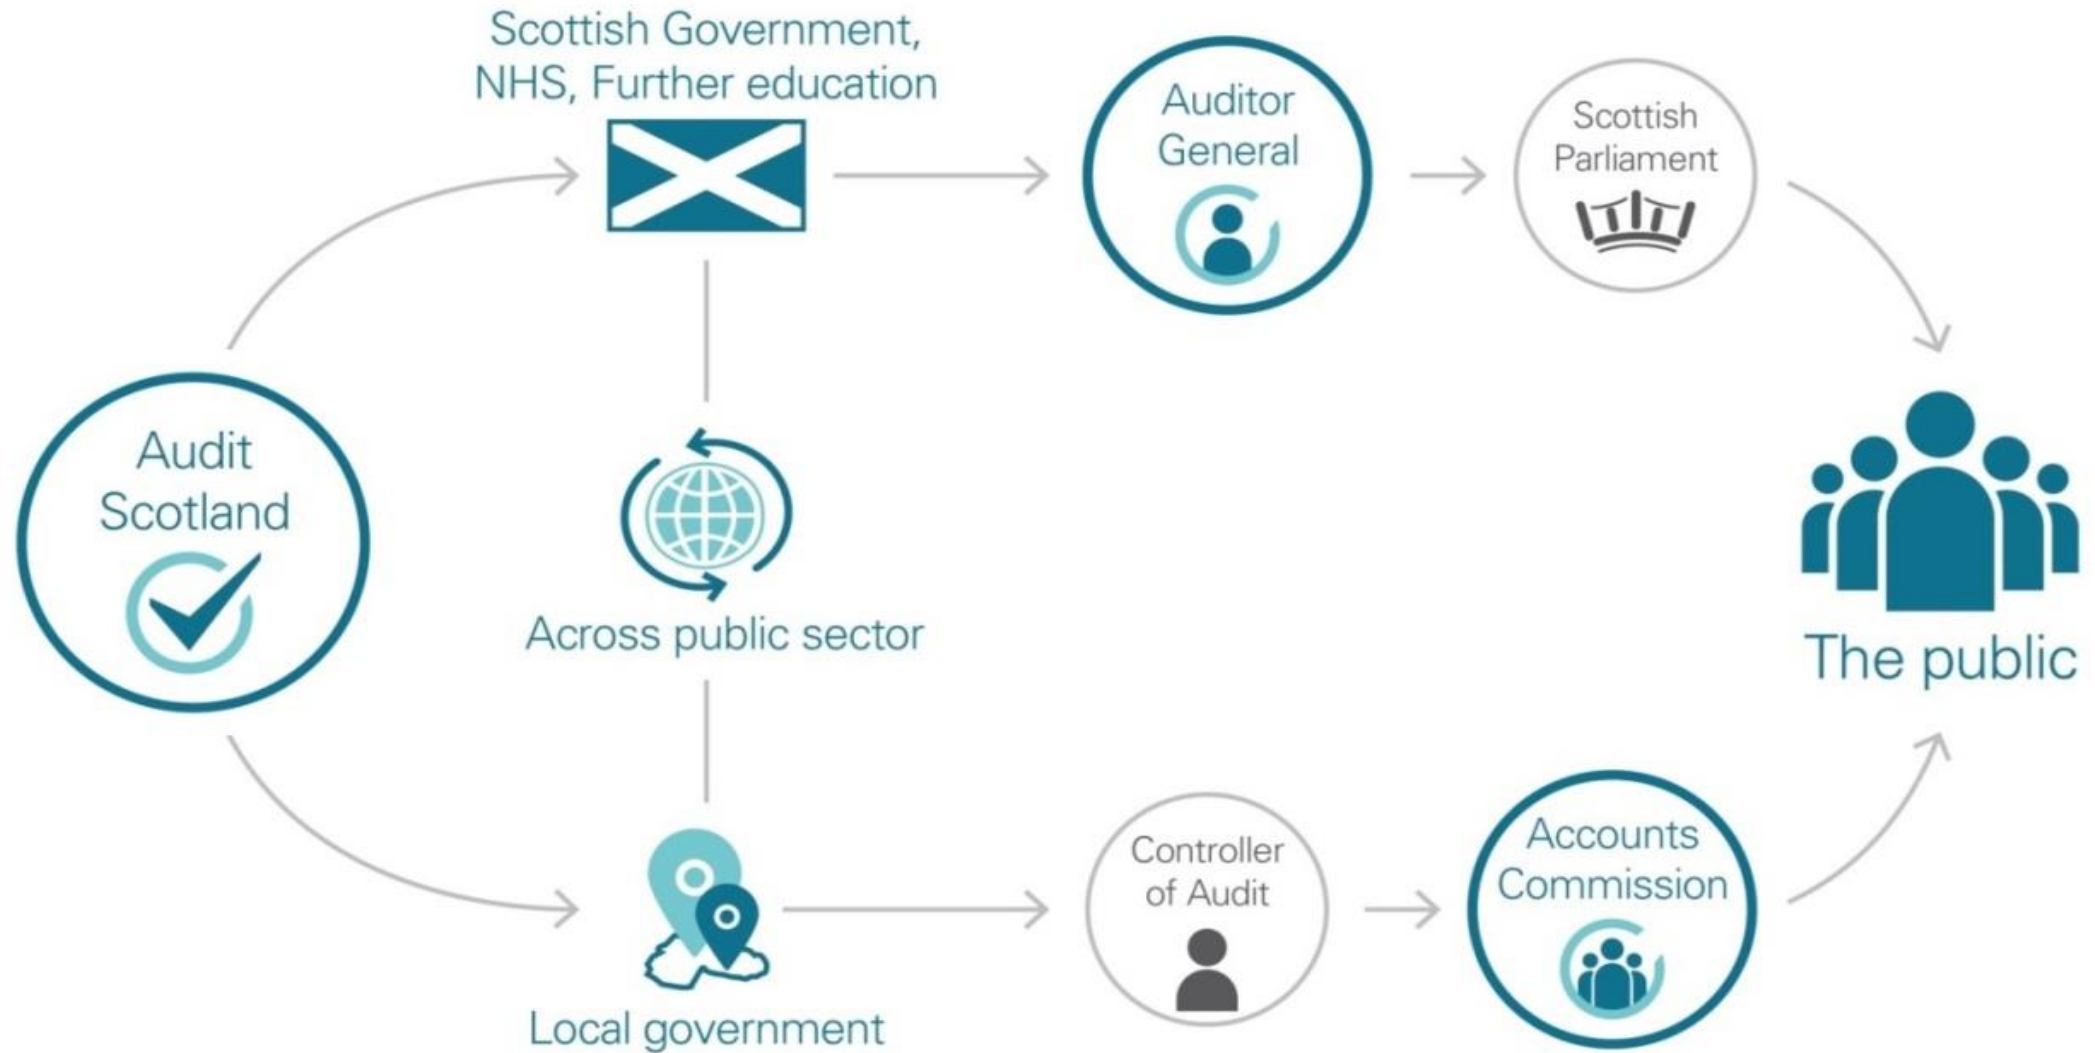 Scottish Government,
NHS, Further education
Auditor
General
Scottish
Parliament
Audit
Scotland
Across public sector
The public
Controller
of Audit
Accounts
Commission
Local government